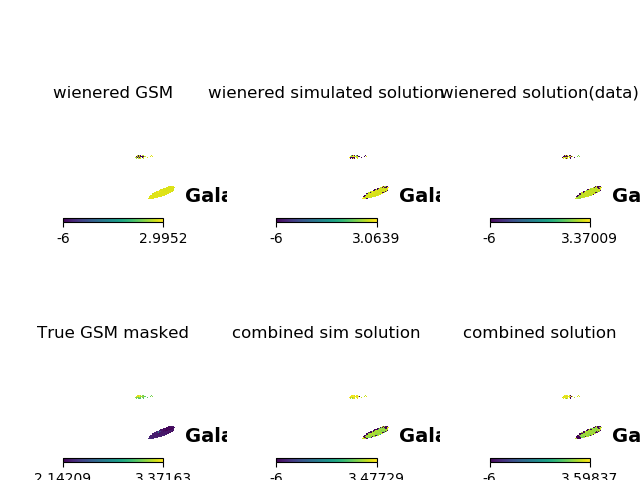 wienered GSM wienered simulated solution wienered solution(data)
Gala Gala Ga
-6 2.9952 -6 3.0639 -6 3.37009
True GSM masked combined sim solution combined solution
Gala Gala Ga
2.14209 3.37163 -6 3.47729 -6 3.59837